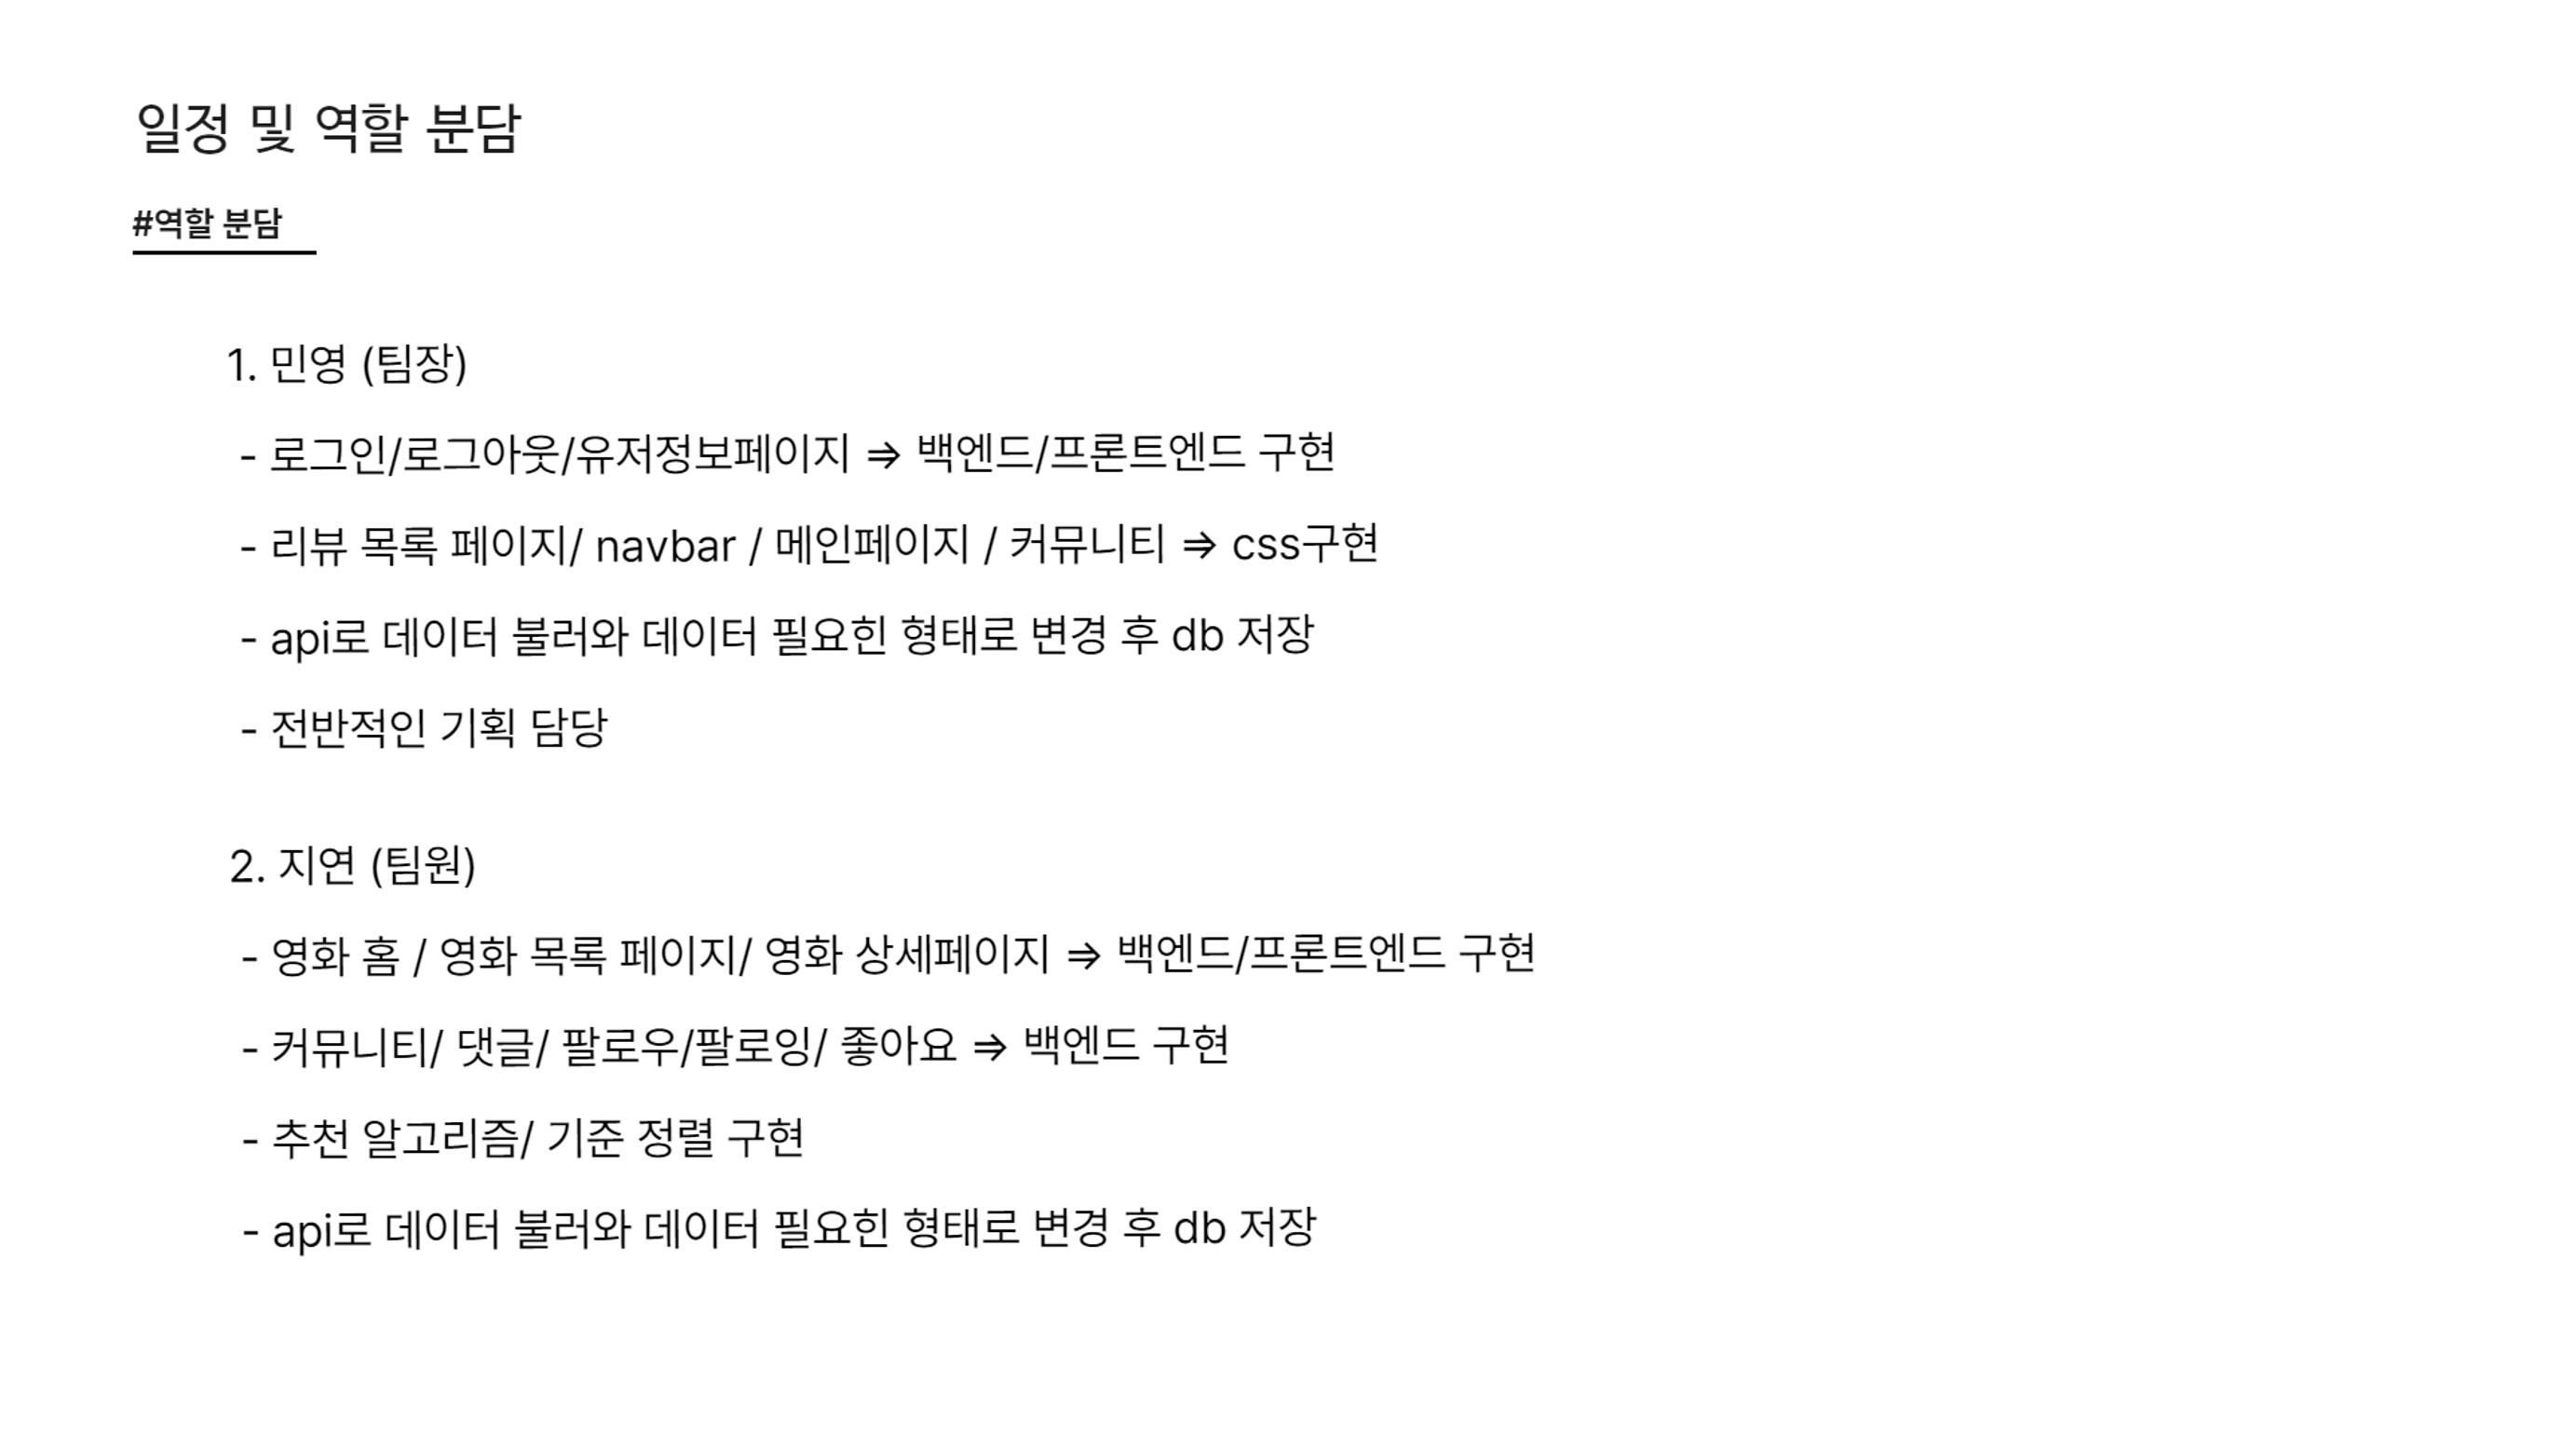 일정 및 역할 분담
#역할 분담
1. 민영 (팀장)
- 로그인/로그아웃/유저정보페이지 ⇒ 백엔드/프론트엔드 구현
- 리뷰 목록 페이지/ navbar / 메인페이지 / 커뮤니티 ⇒ css구현
- api로 데이터 불러와 데이터 필요힌 형태로 변경 후 db 저장
- 전반적인 기획 담당
2. 지연 (팀원)
- 영화 홈 / 영화 목록 페이지/ 영화 상세페이지 ⇒ 백엔드/프론트엔드 구현
- 커뮤니티/ 댓글/ 팔로우/팔로잉/ 좋아요 ⇒ 백엔드 구현
- 추천 알고리즘/ 기준 정렬 구현
- api로 데이터 불러와 데이터 필요힌 형태로 변경 후 db 저장